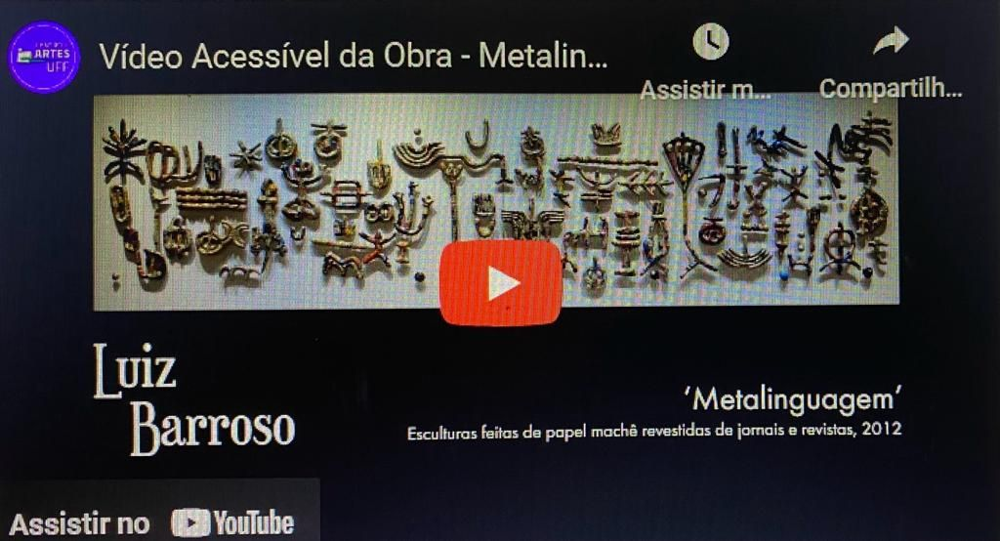 ARTES
UFF
Vídeo Acessível da Obra - Metalin...
Assistir m...
Compartilh...
Luiz
Barroso
'Metalinguagem'
Esculturas feitas de papel machê revestidas de jornais e revistas, 2012
Assistir no YouTube